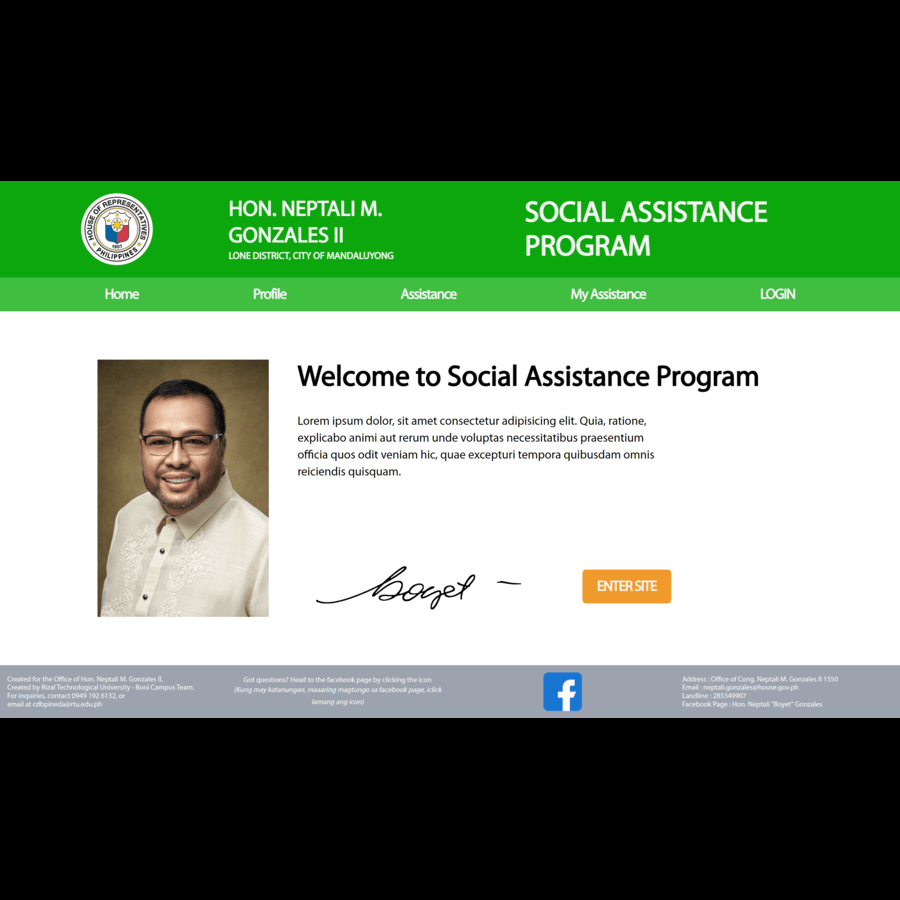 HOUSE OF REPRESENTATIVES
1907
PHILIPPINES
HON. NEPTALI M.
GONZALES II
LONE DISTRICT, CITY OF MANDALUYONG
SOCIAL ASSISTANCE
PROGRAM
Home
Profile
Assistance
My Assistance
LOGIN
Welcome to Social Assistance Program
Lorem ipsum dolor, sit amet consectetur adipisicing elit. Quia, ratione,
explicabo animi aut rerum unde voluptas necessitatibus praesentium
officia quos odit veniam hic, quae excepturi tempora quibusdam omnis
reiciendis quisquam.
Boyet
ENTER SITE
Created for the Office of Hon. Neptali M. Gonzales II.
Created by Rizal Technological University - Boni Campus Team.
For inquiries, contact 0949 192 6132, or
email at cdbpineda@rtu.edu.ph
Got questions? Head to the facebook page by clicking the icon
(Kung may katanungan, maaaring magtungo sa facebook page, iclick
lamang ang icon)
Address : Office of Cong. Neptali M. Gonzales II 1550
Email : neptali.gonzales@house.gov.ph
Landline : 285349907
Facebook Page : Hon. Neptali "Boyet" Gonzales